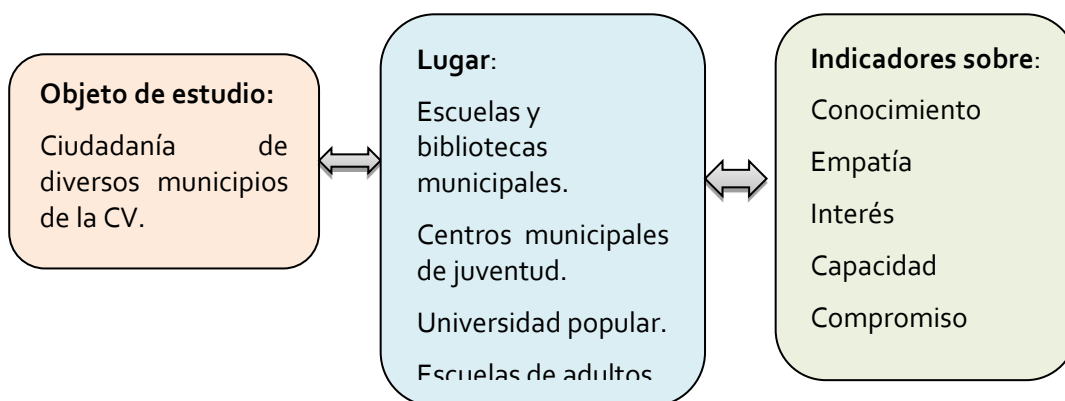 Objeto de estudio:
Ciudadanía de
diversos municipios
de la CV.
Lugar:
Escuelas y
bibliotecas
municipales.
Centros municipales
de juventud.
Universidad popular.
Escuelas de adultos
Indicadores sobre:
Conocimiento
Empatía
Interés
Capacidad
Compromiso